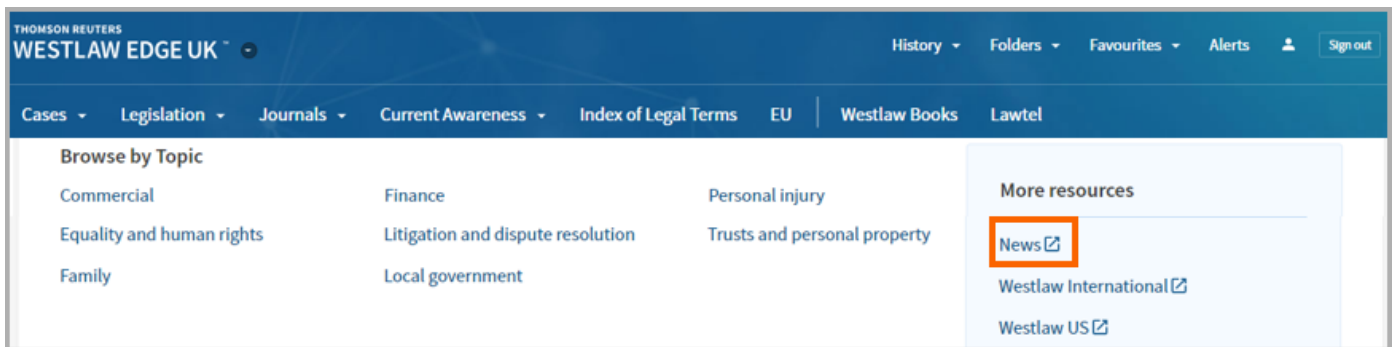 THOMSON REUTERS
WESTLAW EDGE UK™
History Folders Favourites Alerts Sign out
Cases Legislation Journals Current Awareness Index of Legal Terms EU Westlaw Books Lawtel
Browse by Topic
Commercial Finance Personal injury
Equality and human rights Litigation and dispute resolution Trusts and personal property
Family Local government
More resources
News
Westlaw International
Westlaw US